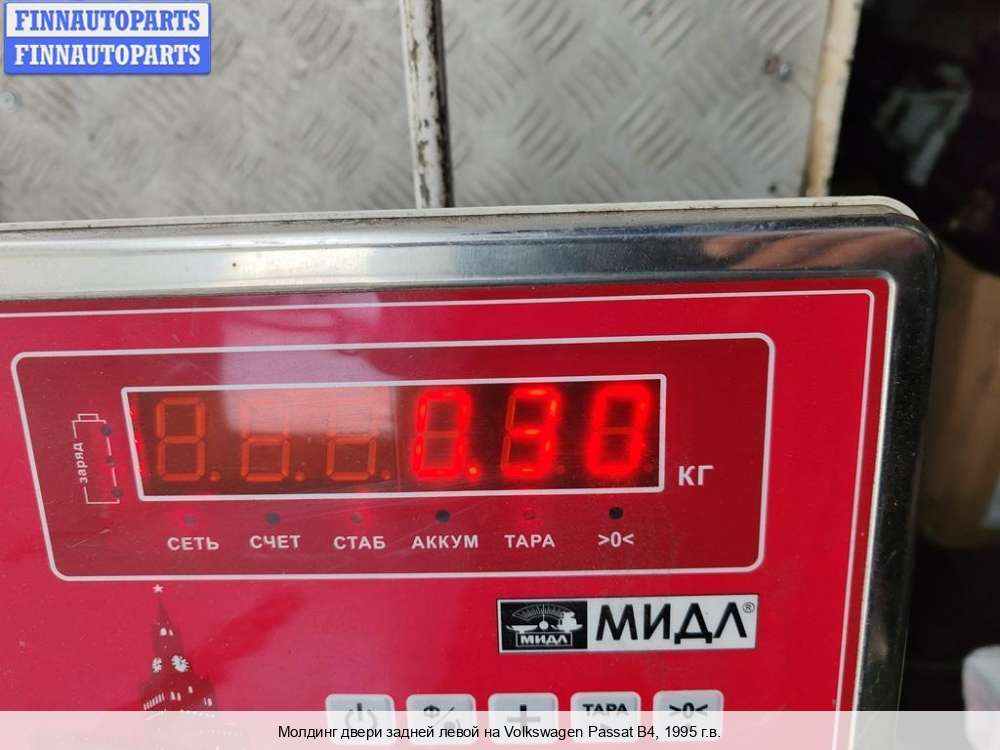 FINNAUTOPARTS
FINNAUTOPARTS
заряд
0.30 КГ
СЕТЬ СЧЕТ СТАБ АККУМ ТАРА >0<
МИДЛ МИДЛ®
ТАРА >0<
Молдинг двери задней левой на Volkswagen Passat B4, 1995 г.в.